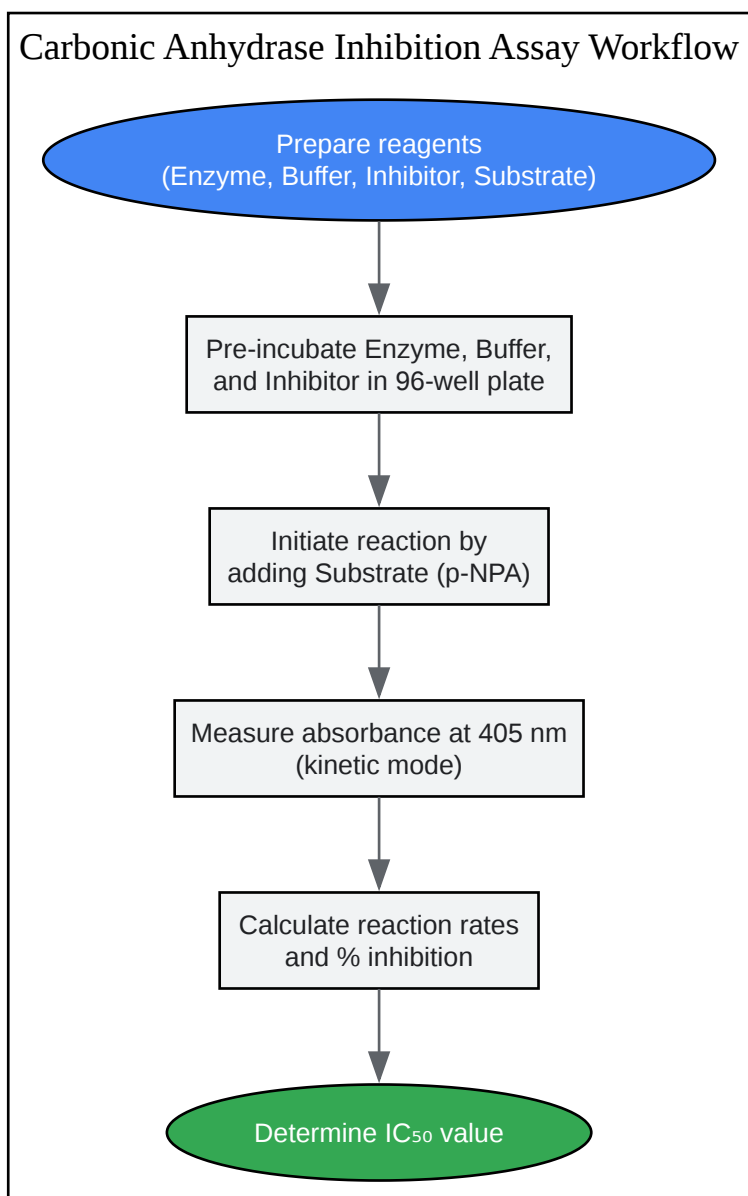 Carbonic Anhydrase Inhibition Assay Workflow
Prepare reagents
(Enzyme, Buffer, Inhibitor, Substrate)
Pre-incubate Enzyme, Buffer,
and Inhibitor in 96-well plate
Initiate reaction by
adding Substrate (p-NPA)
Measure absorbance at 405 nm
(kinetic mode)
Calculate reaction rates
and % inhibition
Determine IC₅₀ value